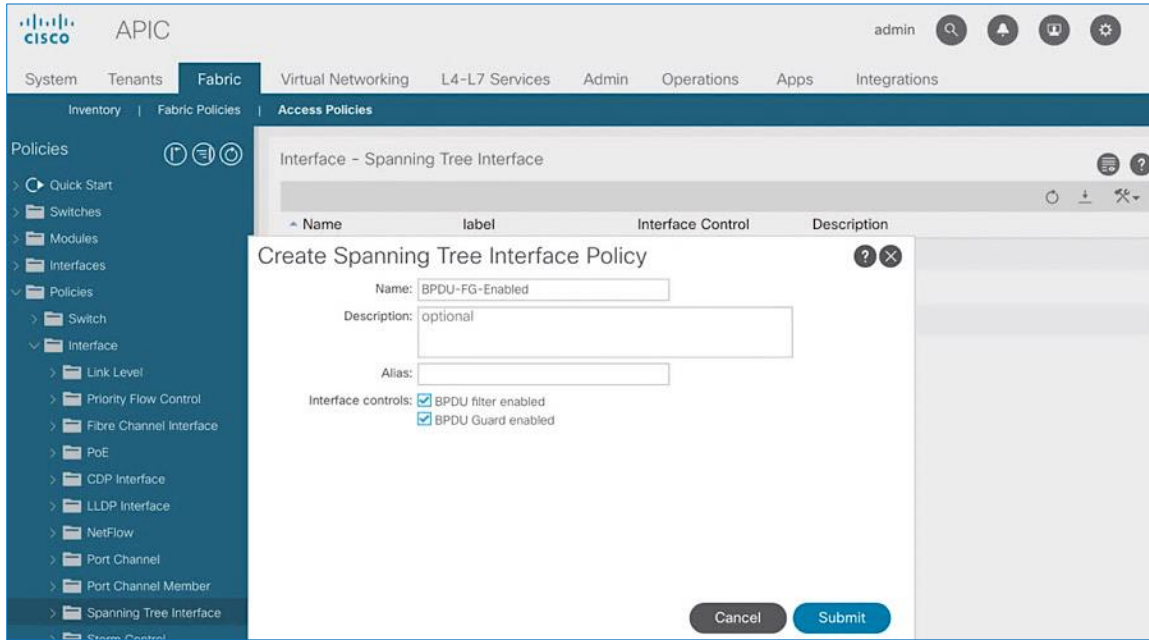 CISCO
APIC
admin
System Tenants Fabric Virtual Networking L4-L7 Services Admin Operations Apps Integrations
Inventory | Fabric Policies | Access Policies
Policies
Quick Start
Switches
Modules
Interfaces
Policies
Switch
Interface
Link Level
Priority Flow Control
Fibre Channel Interface
PoE
CDP Interface
LLDP Interface
NetFlow
Port Channel
Port Channel Member
Spanning Tree Interface
Storm Control
Interface - Spanning Tree Interface
Name label Interface Control Description
Create Spanning Tree Interface Policy
Name: BPDU-FG-Enabled
Description: optional
Alias:
Interface controls: BPDU filter enabled
BPDU Guard enabled
Cancel Submit